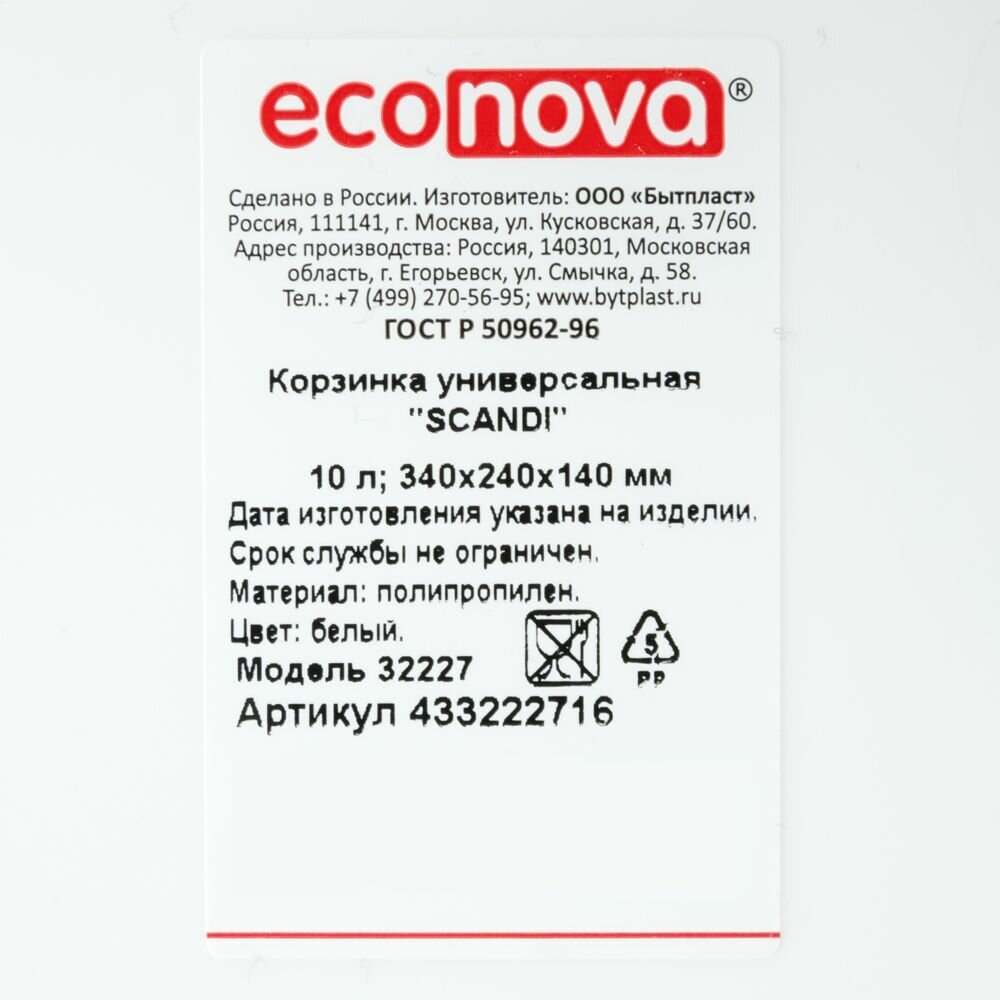 econova®
Сделано в России. Изготовитель: ООО «Бытпласт»
Россия, 111141, г. Москва, ул. Кусковская, д. 37/60.
Адрес производства: Россия, 140301, Московская
область, г. Егорьевск, ул. Смычка, д. 58.
Тел.: +7 (499) 270-56-95; www.bytplast.ru
ГОСТ Р 50962-96
Корзинка универсальная
"SCANDI"
10 л; 340х240х140 мм
Дата изготовления указана на изделии.
Срок службы не ограничен.
Материал: полипропилен.
Цвет: белый.
5
PP
Модель 32227
Артикул 433222716